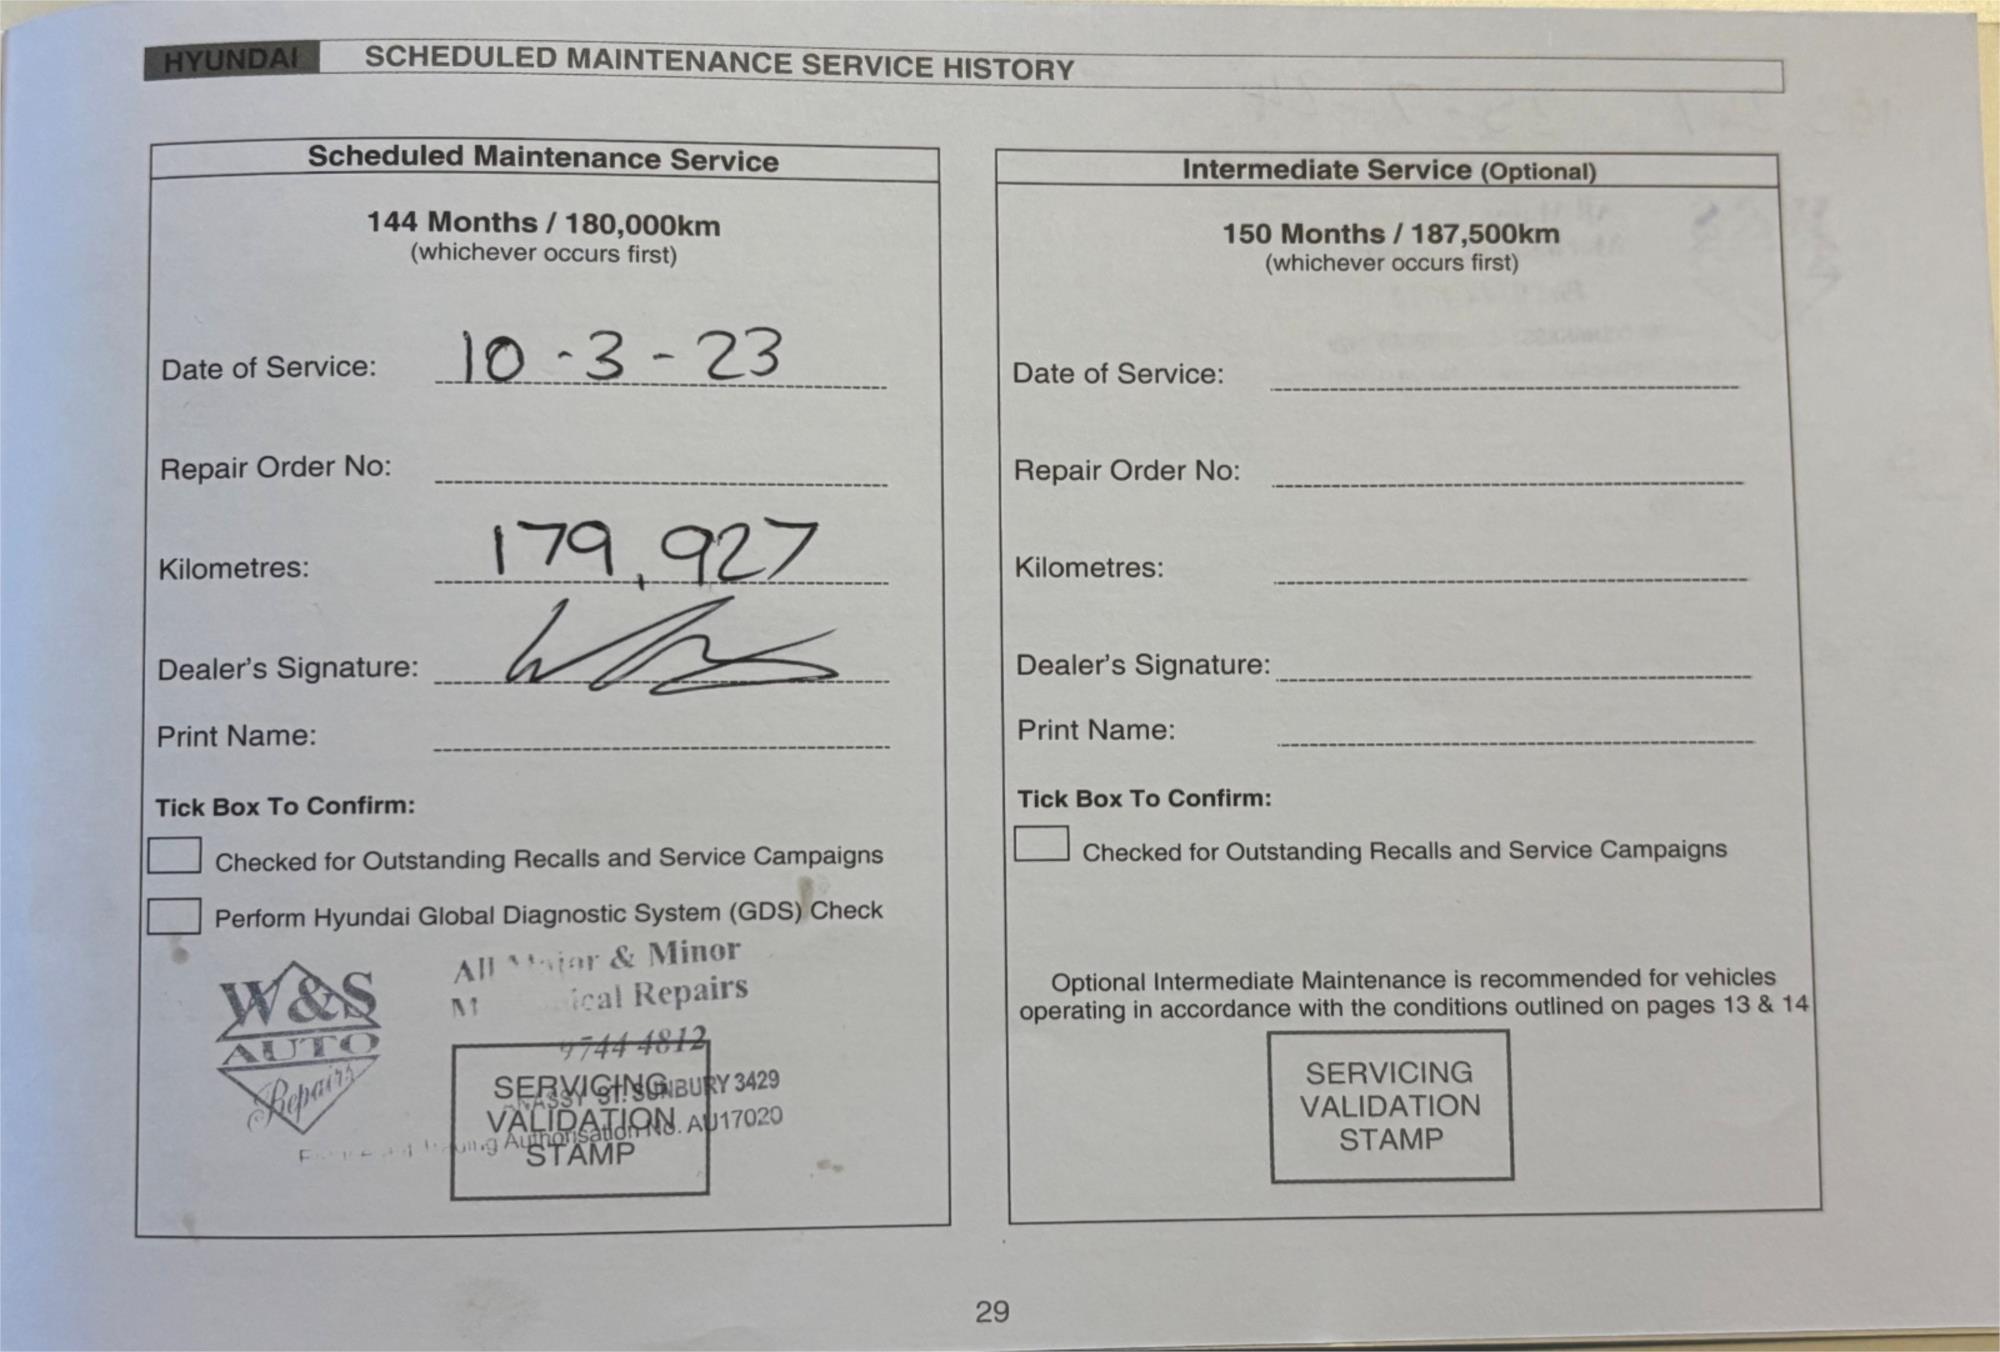 HYUNDAI SCHEDULED MAINTENANCE SERVICE HISTORY
Scheduled Maintenance Service
144 Months / 180,000km
(whichever occurs first)
Date of Service: 10-3-23
Repair Order No:
Kilometres: 179,927
Dealer's Signature:
Print Name:
Tick Box To Confirm:
Checked for Outstanding Recalls and Service Campaigns
Perform Hyundai Global Diagnostic System (GDS) Check
W&S
AUTO
Repairs
All & Minor
Repairs
9744 4812
ST. SUNBURY 3429
Authorisation No. AU17020
SERVICING
VALIDATION
STAMP
Intermediate Service (Optional)
150 Months / 187,500km
(whichever occurs first)
Date of Service:
Repair Order No:
Kilometres:
Dealer's Signature:
Print Name:
Tick Box To Confirm:
Checked for Outstanding Recalls and Service Campaigns
Optional Intermediate Maintenance is recommended for vehicles
operating in accordance with the conditions outlined on pages 13 & 14
SERVICING
VALIDATION
STAMP
29